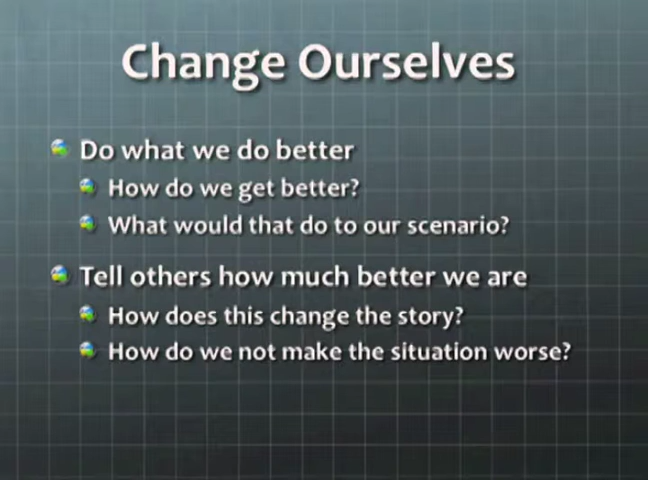 Change Ourselves
Do what we do better
How do we get better?
What would that do to our scenario?
Tell others how much better we are
How does this change the story?
How do we not make the situation worse?